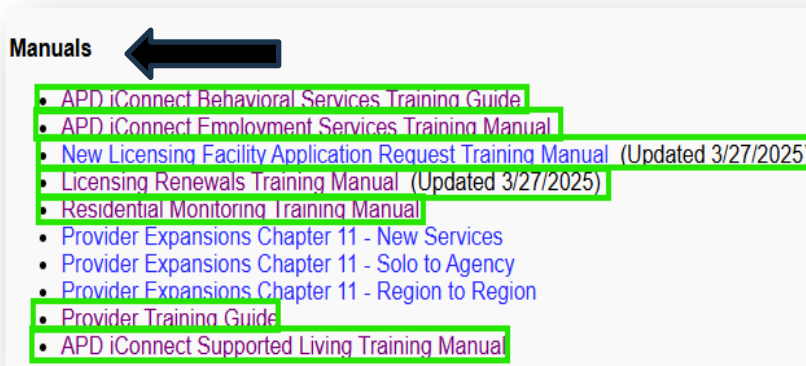 Manuals
APD iConnect Behavioral Services Training Guide
APD iConnect Employment Services Training Manual
New Licensing Facility Application Request Training Manual (Updated 3/27/2025)
Licensing Renewals Training Manual (Updated 3/27/2025)
Residential Monitoring Training Manual
Provider Expansions Chapter 11 - New Services
Provider Expansions Chapter 11 - Solo to Agency
Provider Expansions Chapter 11 - Region to Region
Provider Training Guide
APD iConnect Supported Living Training Manual